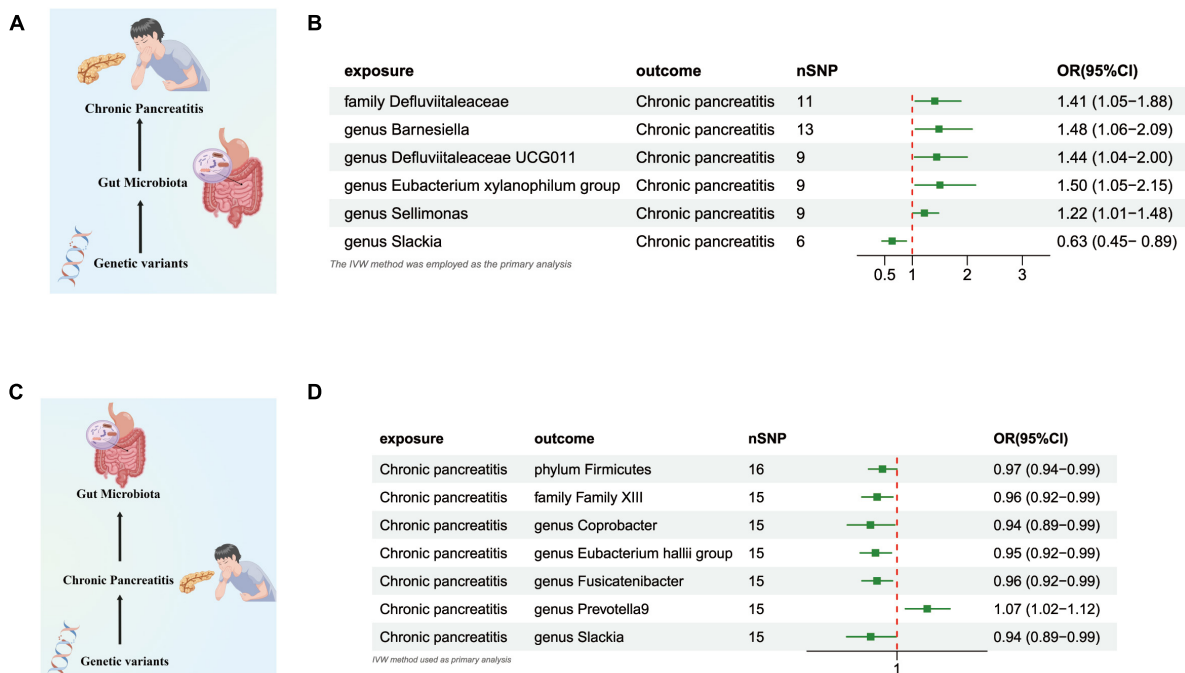 A
Chronic Pancreatitis
Gut Microbiota
Genetic variants
B
exposure outcome nSNP OR(95%CI)
family Defluviitaleaceae Chronic pancreatitis 11 1.41 (1.05−1.88)
genus Barnesiella Chronic pancreatitis 13 1.48 (1.06−2.09)
genus Defluviitaleaceae UCG011 Chronic pancreatitis 9 1.44 (1.04−2.00)
genus Eubacterium xylanophilum group Chronic pancreatitis 9 1.50 (1.05−2.15)
genus Sellimonas Chronic pancreatitis 9 1.22 (1.01−1.48)
genus Slackia Chronic pancreatitis 6 0.63 (0.45− 0.89)
The IVW method was employed as the primary analysis
0.5 1 2 3
C
Gut Microbiota
Chronic Pancreatitis
Genetic variants
D
exposure outcome nSNP OR(95%CI)
Chronic pancreatitis phylum Firmicutes 16 0.97 (0.94−0.99)
Chronic pancreatitis family Family XIII 15 0.96 (0.92−0.99)
Chronic pancreatitis genus Coprobacter 15 0.94 (0.89−0.99)
Chronic pancreatitis genus Eubacterium hallii group 15 0.95 (0.92−0.99)
Chronic pancreatitis genus Fusicatenibacter 15 0.96 (0.92−0.99)
Chronic pancreatitis genus Prevotella9 15 1.07 (1.02−1.12)
Chronic pancreatitis genus Slackia 15 0.94 (0.89−0.99)
IVW method used as primary analysis
1